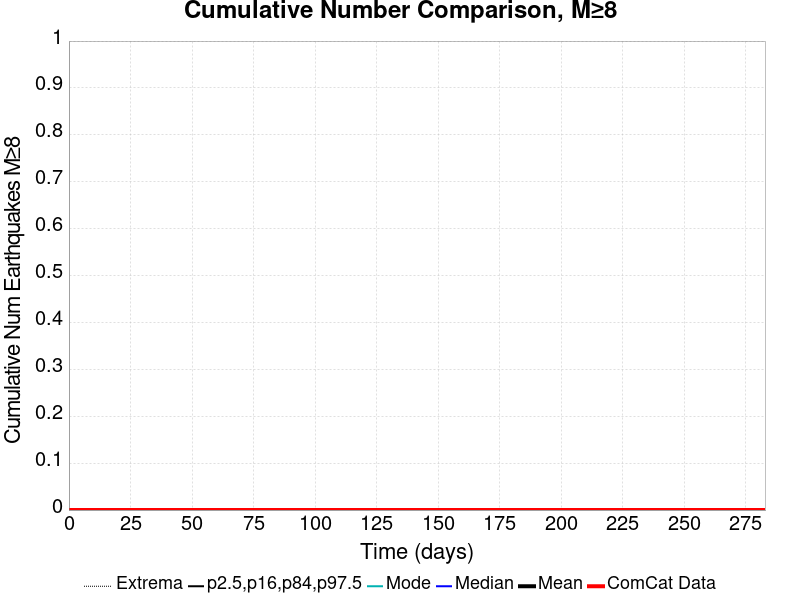 Cumulative Number Comparison, M≥8
Cumulative Num Earthquakes M≥8
1
0.9
0.8
0.7
0.6
0.5
0.4
0.3
0.2
0.1
0
0 25 50 75 100 125 150 175 200 225 250 275
Time (days)
Extrema p2.5,p16,p84,p97.5 Mode Median Mean ComCat Data